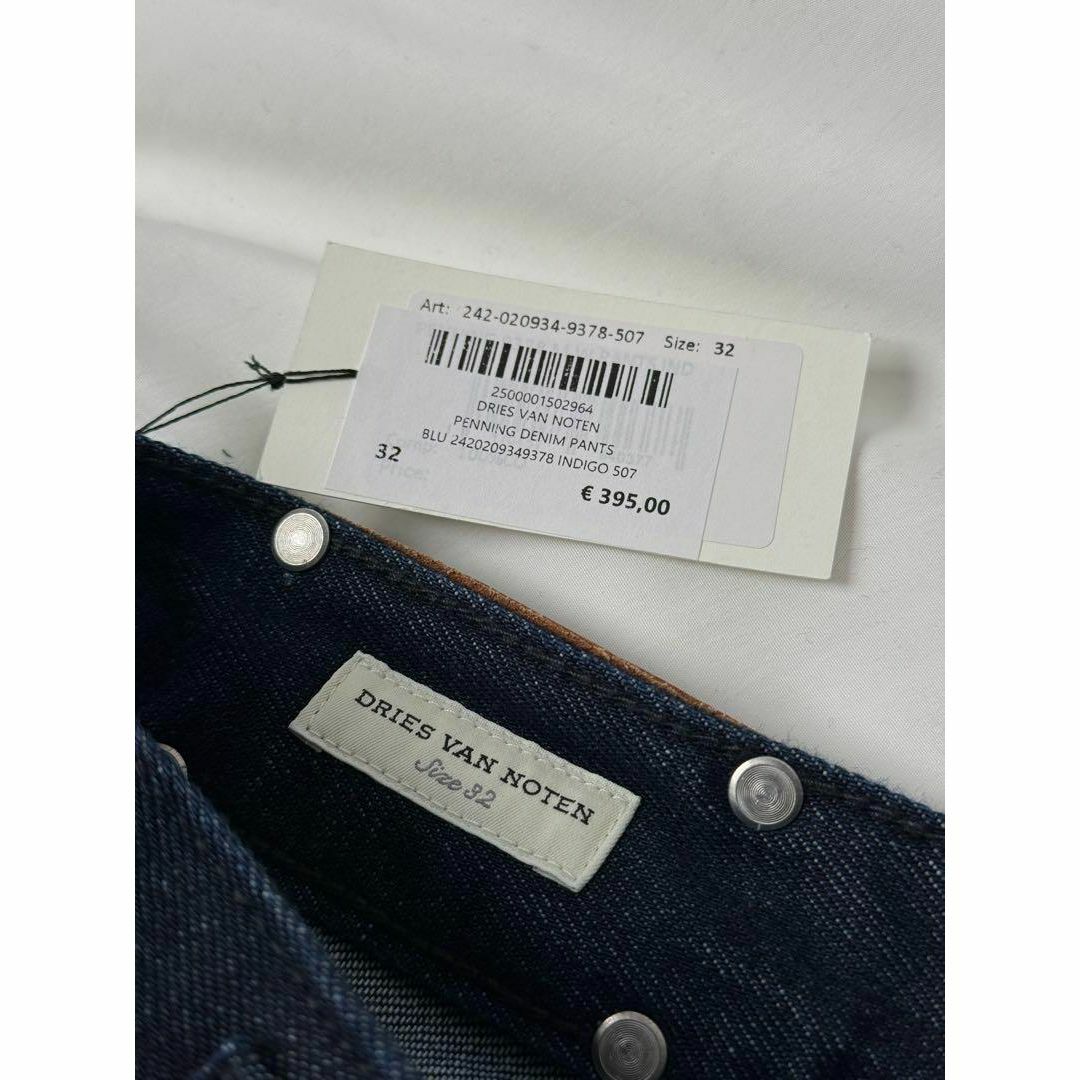 Art: 242-020934-9378-507 Size: 32
2500001502964
DRIES VAN NOTEN
PENNING DENIM PANTS
BLU 2420209349378 INDIGO 507
32
€ 395,00
DRIES VAN NOTEN
Size 32